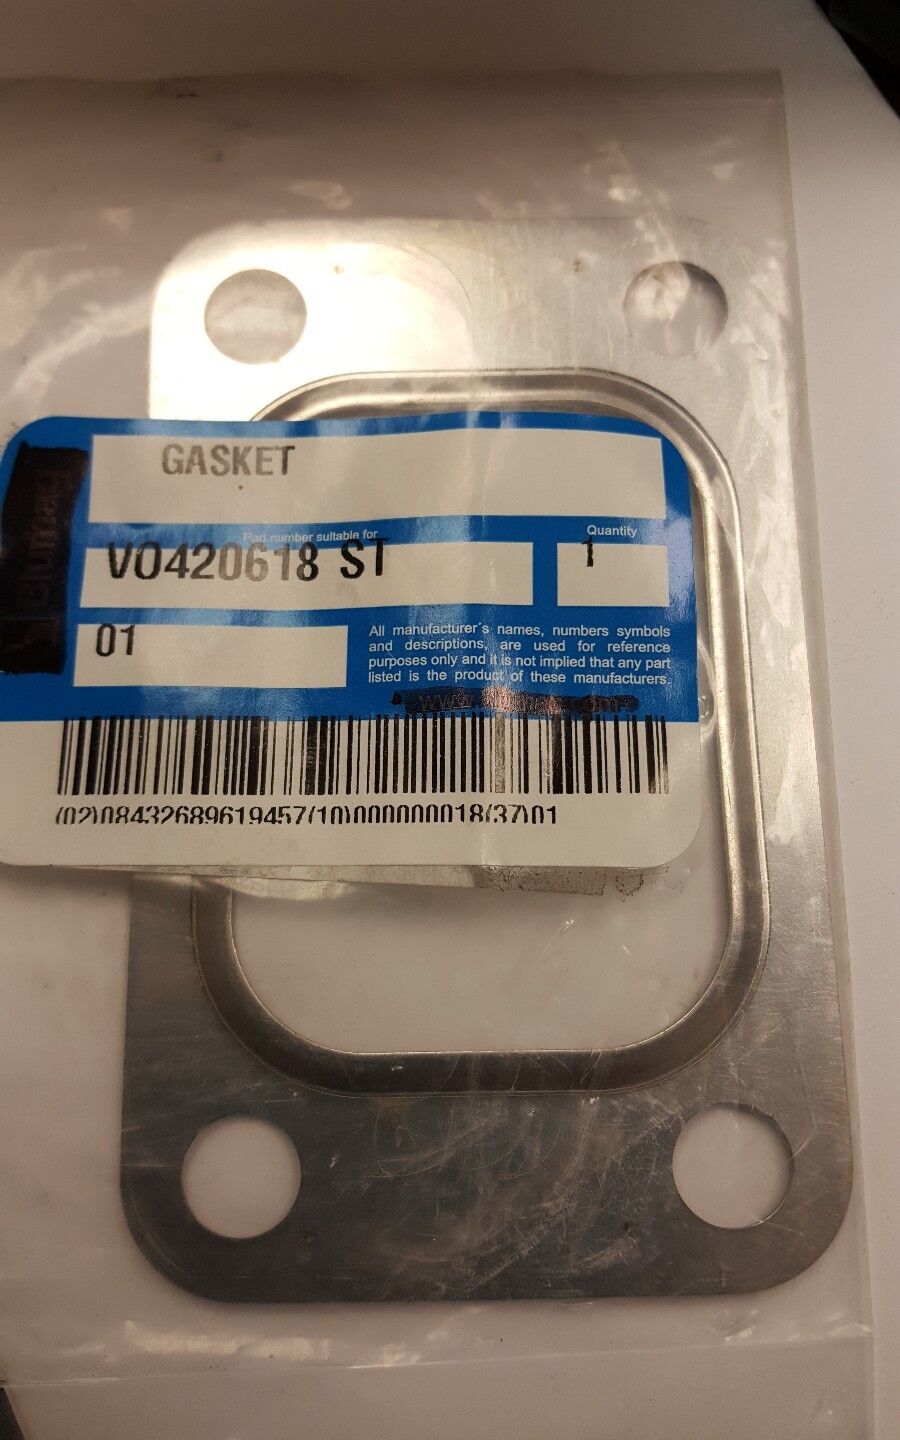 GASKET
Part number suitable for
Quantity
VO420618 ST
1
01
All manufacturer´s names, numbers symbols
and descriptions, are used for reference
purposes only and it is not implied that any part
listed is the product of these manufacturers.
(02)08432689619457(10)000000018(37)01